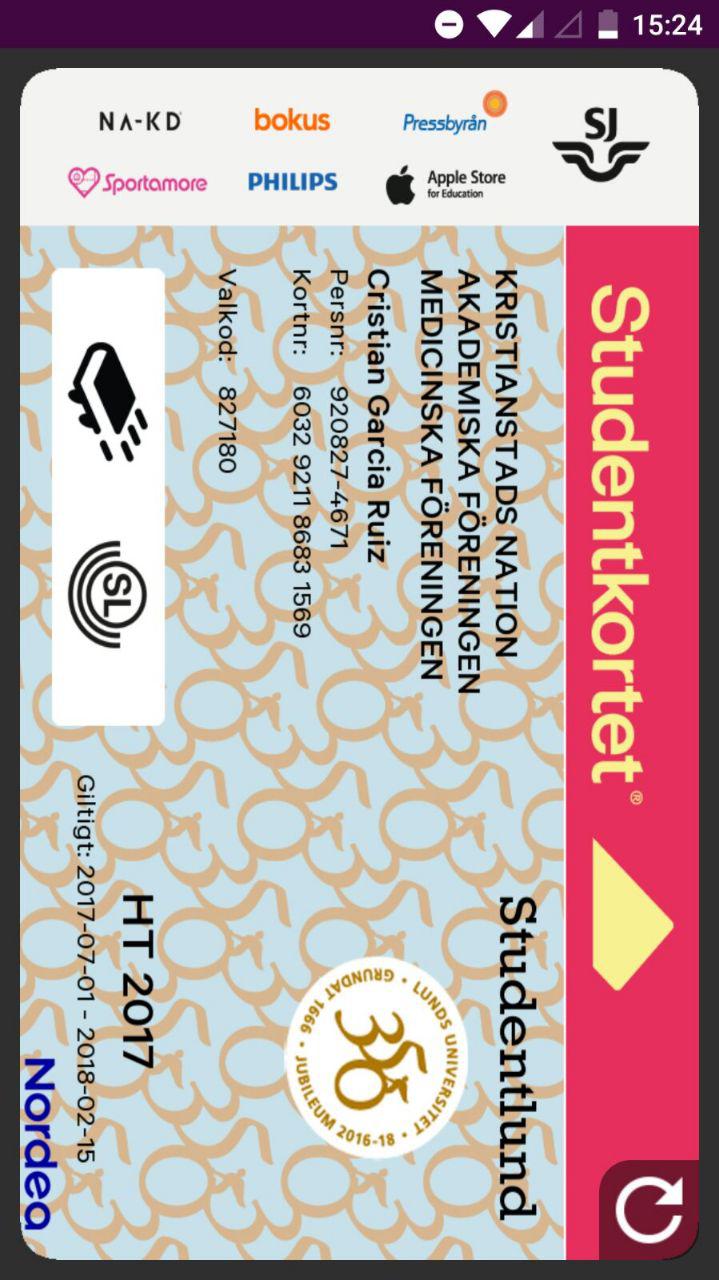 15:24
NA-KD
bokus
Pressbyrån
SJ
Sportamore
PHILIPS
Apple Store
for Education
Studentkortet®
KRISTIANSTADS NATION
AKADEMISKA FÖRENINGEN
MEDICINSKA FÖRENINGEN
Cristian Garcia Ruiz
Persnr: 920827-4671
Kortnr: 6032 9211 8683 1569
Valkod: 827180
SL
Studentlund
LUNDS UNIVERSITET • GRUNDAT 1666 • JUBILEUM 2016-18 •
350
HT 2017
Giltigt: 2017-07-01 - 2018-02-15
Nordea